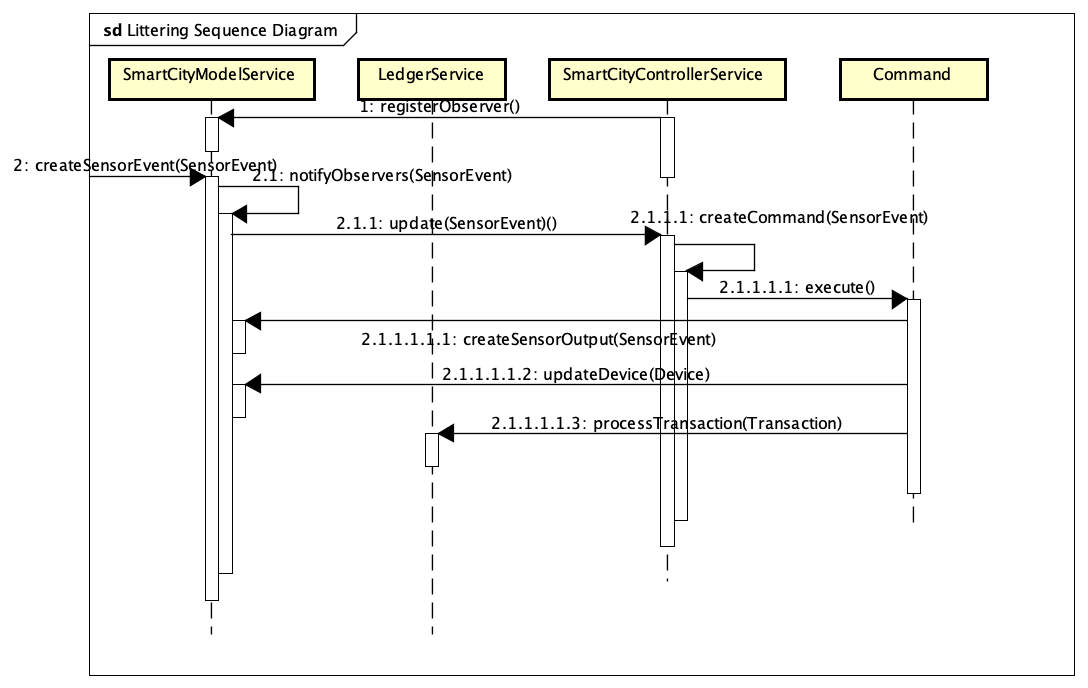 sd Littering Sequence Diagram
SmartCityModelService
LedgerService
SmartCityControllerService
Command
1: registerObserver()
2: createSensorEvent(SensorEvent)
2.1: notifyObservers(SensorEvent)
2.1.1: update(SensorEvent)()
2.1.1.1: createCommand(SensorEvent)
2.1.1.1.1: execute()
2.1.1.1.1.1: createSensorOutput(SensorEvent)
2.1.1.1.1.2: updateDevice(Device)
2.1.1.1.1.3: processTransaction(Transaction)